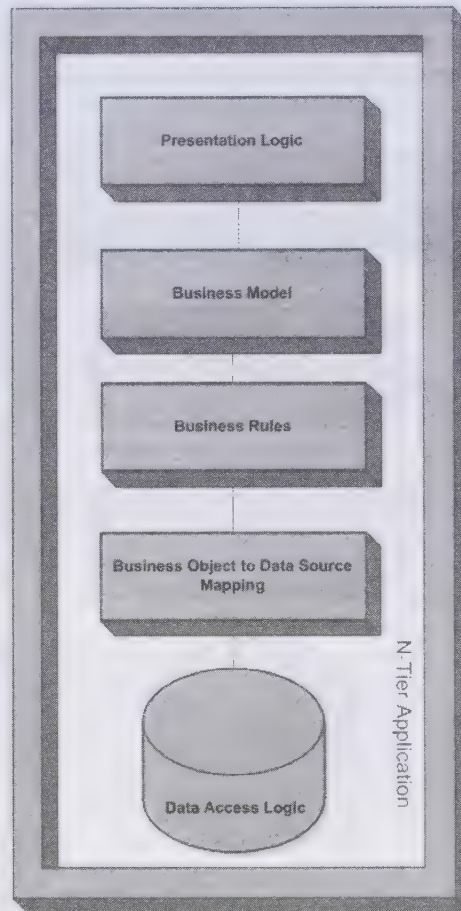 Presentation Logic
Business Model
Business Rules
Business Object to Data Source
Mapping
Data Access Logic
N-Tier Application